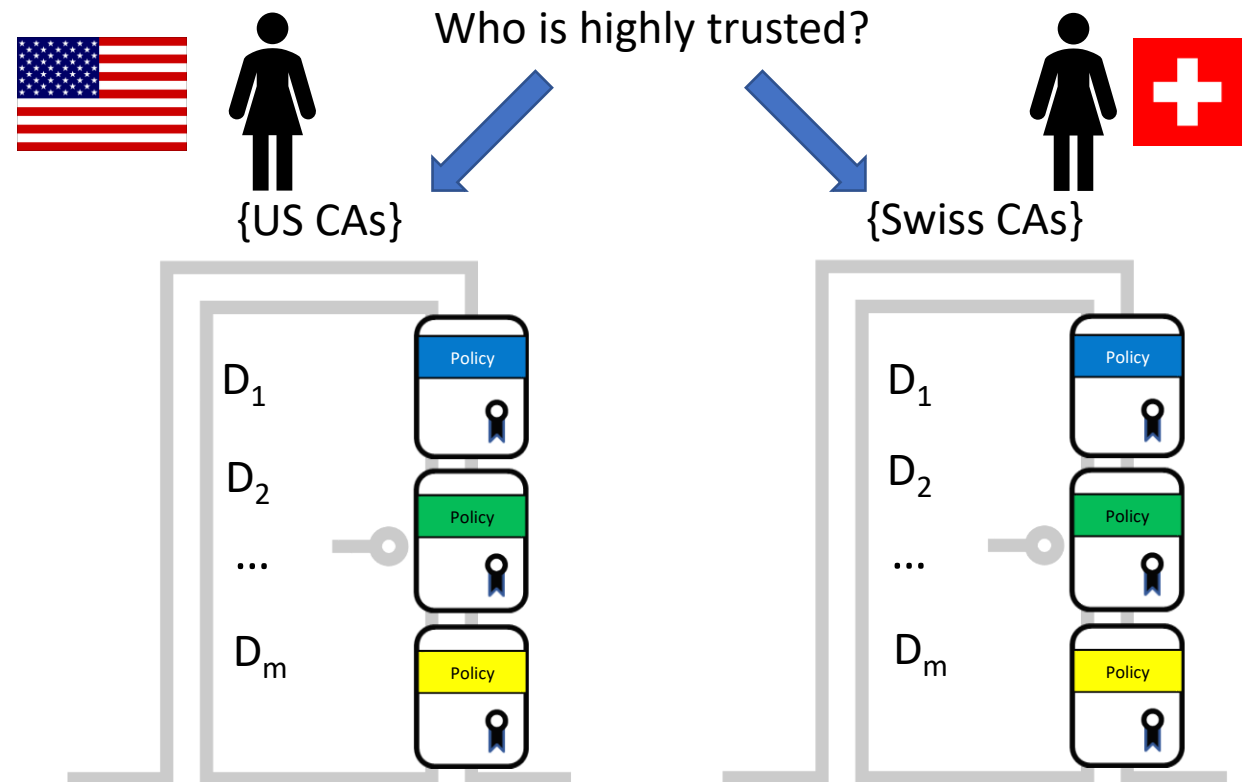 Who is highly trusted?
{US CAs}
{Swiss CAs}
D1
D2
...
Dm
Policy
Policy
Policy
D1
D2
...
Dm
Policy
Policy
Policy